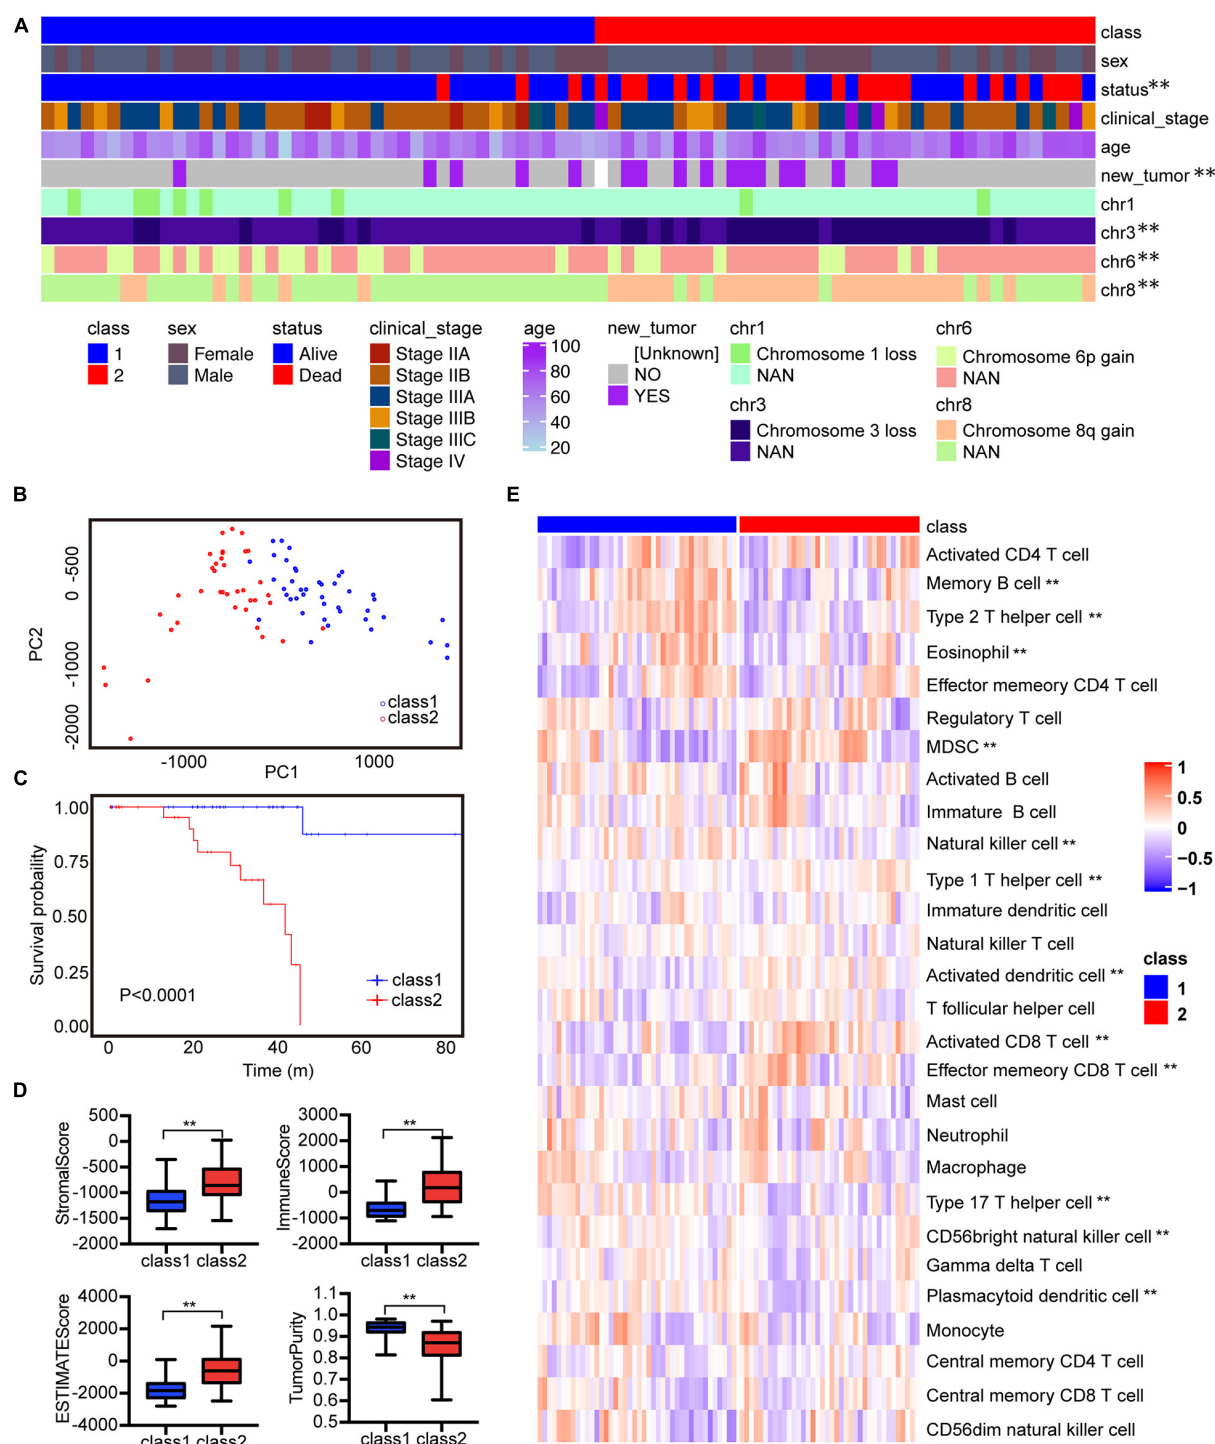 A
class
sex
status**
clinical_stage
age
new_tumor **
chr1
chr3**
chr6**
chr8**
class
1
2
sex
Female
Male
status
Alive
Dead
clinical_stage
Stage IIA
Stage IIB
Stage IIIA
Stage IIIB
Stage IIIC
Stage IV
age
100
80
60
40
20
new_tumor
[Unknown]
NO
YES
chr1
Chromosome 1 loss
NAN
chr3
Chromosome 3 loss
NAN
chr6
Chromosome 6p gain
NAN
chr8
Chromosome 8q gain
NAN
B
PC2
-500
0
-1000
-2000
class1
class2
-1000
1000
PC1
C
Survival probaility
1.00
0.75
0.50
0.25
0.00
P<0.0001
class1
class2
0 20 40 60 80
Time (m)
D
StromalScore
500
0
-500
-1000
-1500
-2000
**
class1 class2
ImmuneScore
3000
2000
1000
0
-1000
-2000
**
class1 class2
ESTIMATEScore
4000
2000
0
-2000
-4000
**
class1 class2
TumorPurity
1.1
1.0
0.9
0.8
0.7
0.6
0.5
**
class1 class2
E
class
Activated CD4 T cell
Memory B cell **
Type 2 T helper cell **
Eosinophil **
Effector memeory CD4 T cell
Regulatory T cell
MDSC **
Activated B cell
Immature B cell
Natural killer cell **
Type 1 T helper cell **
Immature dendritic cell
Natural killer T cell
Activated dendritic cell **
T follicular helper cell
Activated CD8 T cell **
Effector memeory CD8 T cell **
Mast cell
Neutrophil
Macrophage
Type 17 T helper cell **
CD56bright natural killer cell **
Gamma delta T cell
Plasmacytoid dendritic cell **
Monocyte
Central memory CD4 T cell
Central memory CD8 T cell
CD56dim natural killer cell
1
0.5
0
−0.5
−1
class
1
2